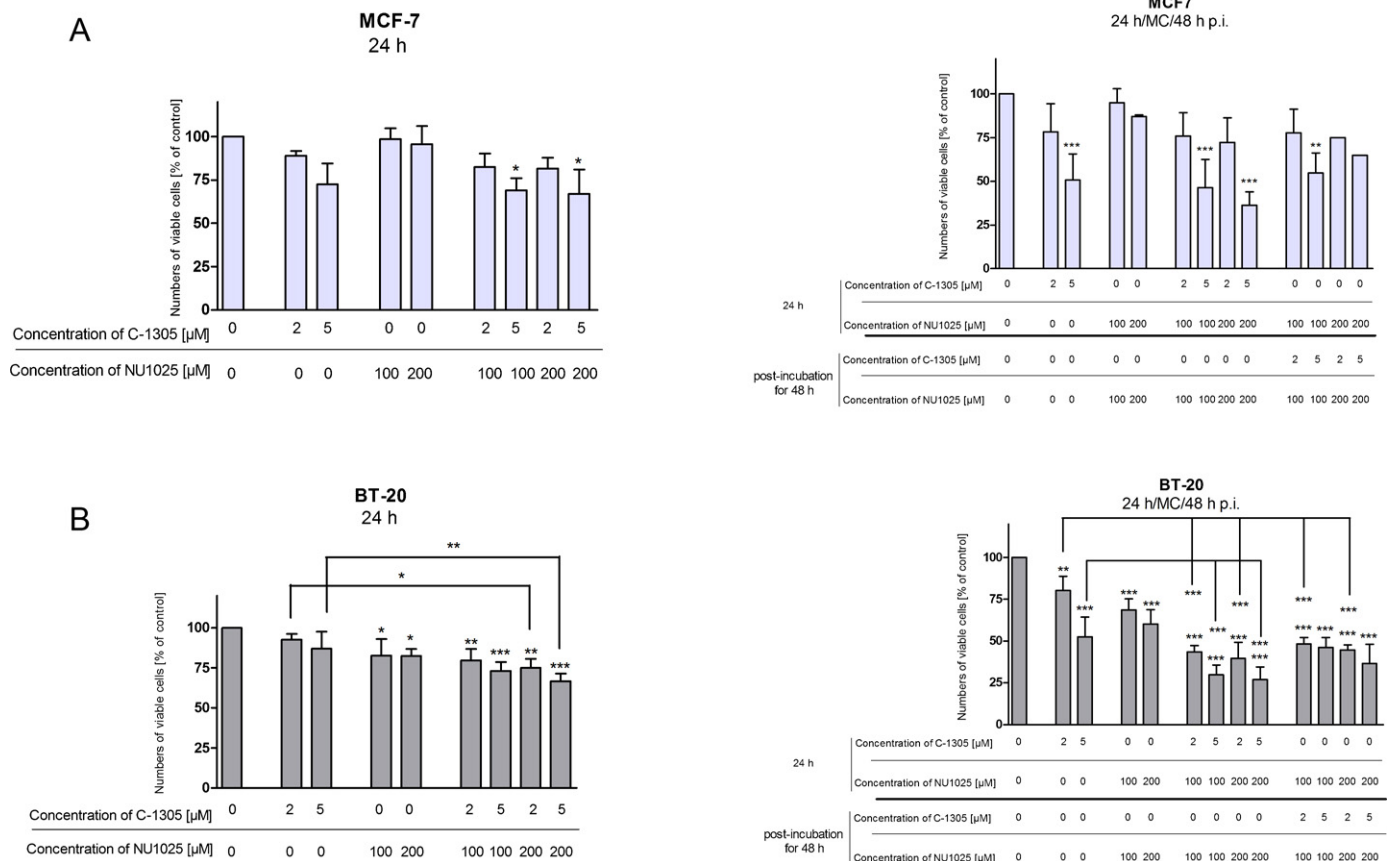 A
MCF-7
24 h
Numbers of viable cells [% of control]
100
75
50
25
0
*
*
Concentration of C-1305 [µM] 0 2 5 0 0 2 5 2 5
Concentration of NU1025 [µM] 0 0 0 100 200 100 100 200 200
MCF7
24 h/MC/48 h p.i.
Numbers of viable cells [% of control]
100
75
50
25
0
***
***
***
**
24 h
Concentration of C-1305 [µM] 0 2 5 0 0 2 5 2 5 0 0 0 0
Concentration of NU1025 [µM] 0 0 0 100 200 100 100 200 200 100 100 200 200
post-incubation
for 48 h
Concentration of C-1305 [µM] 0 0 0 0 0 0 0 0 0 2 5 2 5
Concentration of NU1025 [µM] 0 0 0 100 200 100 100 200 200 100 100 200 200
B
BT-20
24 h
Numbers of viable cells [% of control]
100
75
50
25
0
**
*
* * ** *** ** ***
Concentration of C-1305 [µM] 0 2 5 0 0 2 5 2 5
Concentration of NU1025 [µM] 0 0 0 100 200 100 100 200 200
BT-20
24 h/MC/48 h p.i.
Numbers of viable cells [% of control]
100
75
50
25
0
** *** *** ***
*** *** *** *** *** ***
*** *** *** *** *** *** *** ***
24 h
Concentration of C-1305 [µM] 0 2 5 0 0 2 5 2 5 0 0 0 0
Concentration of NU1025 [µM] 0 0 0 100 200 100 100 200 200 100 100 200 200
post-incubation
for 48 h
Concentration of C-1305 [µM] 0 0 0 0 0 0 0 0 0 2 5 2 5
Concentration of NU1025 [µM] 0 0 0 100 200 100 100 200 200 100 100 200 200